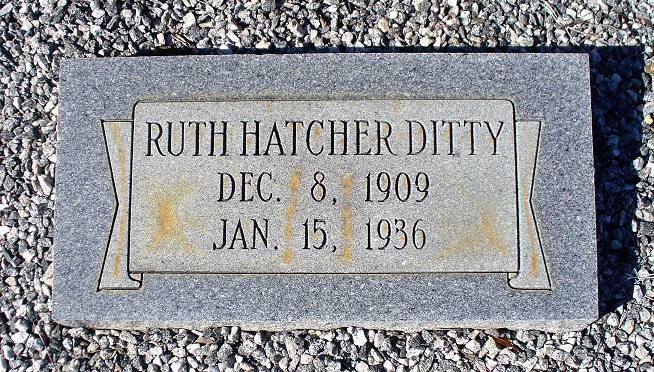 RUTH HATCHER DITTY
DEC. 8, 1909
JAN. 15, 1936